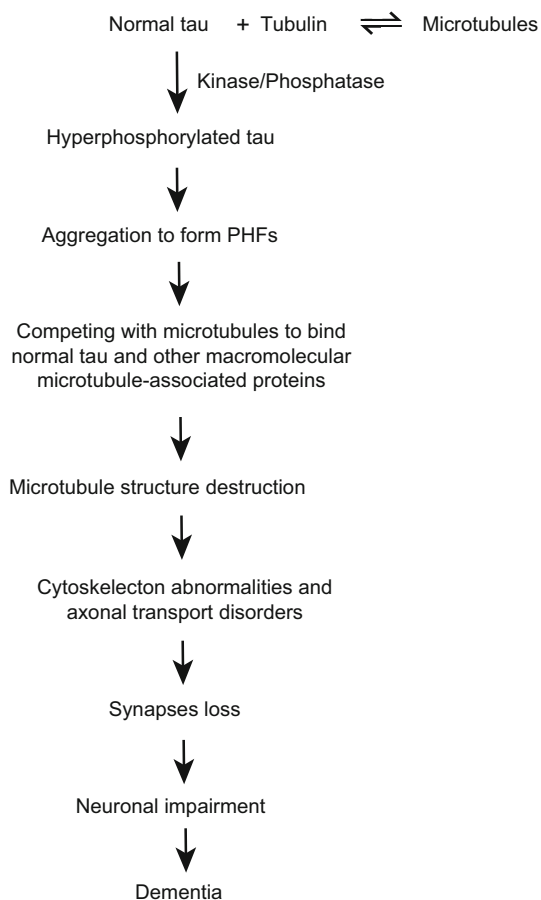 Normal tau + Tubulin ⇌ Microtubules
Kinase/Phosphatase
Hyperphosphorylated tau
Aggregation to form PHFs
Competing with microtubules to bind
normal tau and other macromolecular
microtubule-associated proteins
Microtubule structure destruction
Cytoskelecton abnormalities and
axonal transport disorders
Synapses loss
Neuronal impairment
Dementia